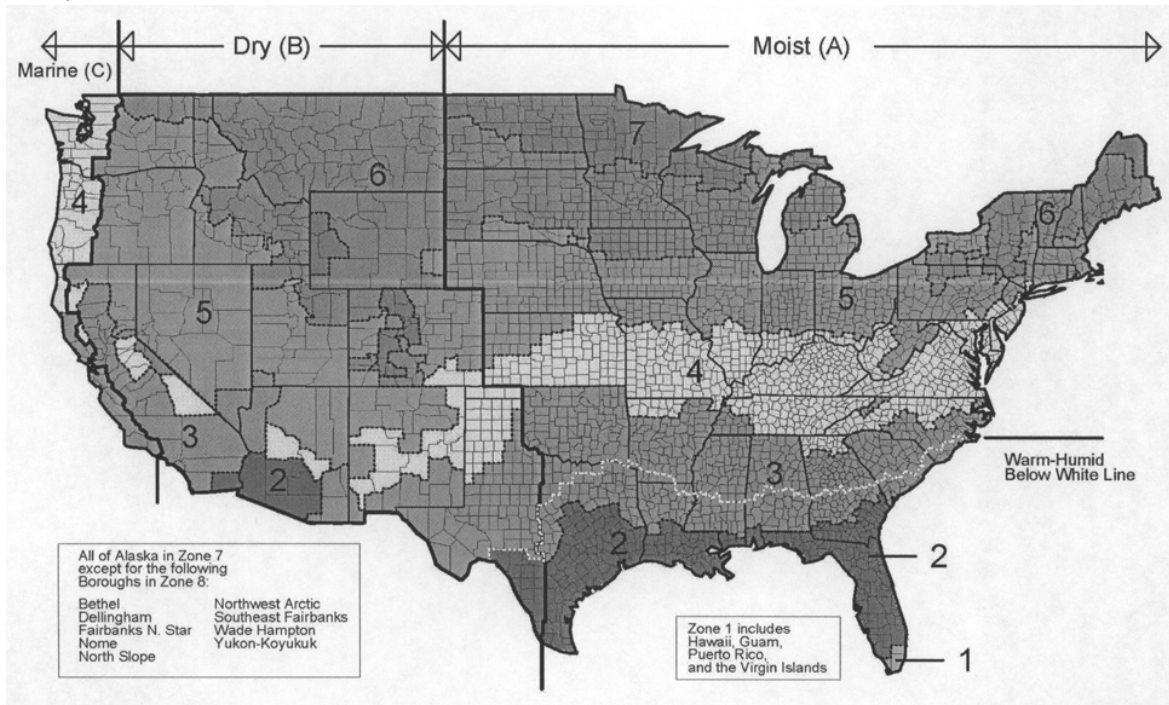 Dry (B)
Moist (A)
Marine (C)
7
6
4
6
5
5
4
3
3
2
Warm-Humid
Below White Line
2
2
All of Alaska in Zone 7
except for the following
Boroughs in Zone 8:
Bethel
Dellingham
Fairbanks N. Star
Nome
North Slope
Northwest Arctic
Southeast Fairbanks
Wade Hampton
Yukon-Koyukuk
Zone 1 includes
Hawaii, Guam,
Puerto Rico,
and the Virgin Islands
1